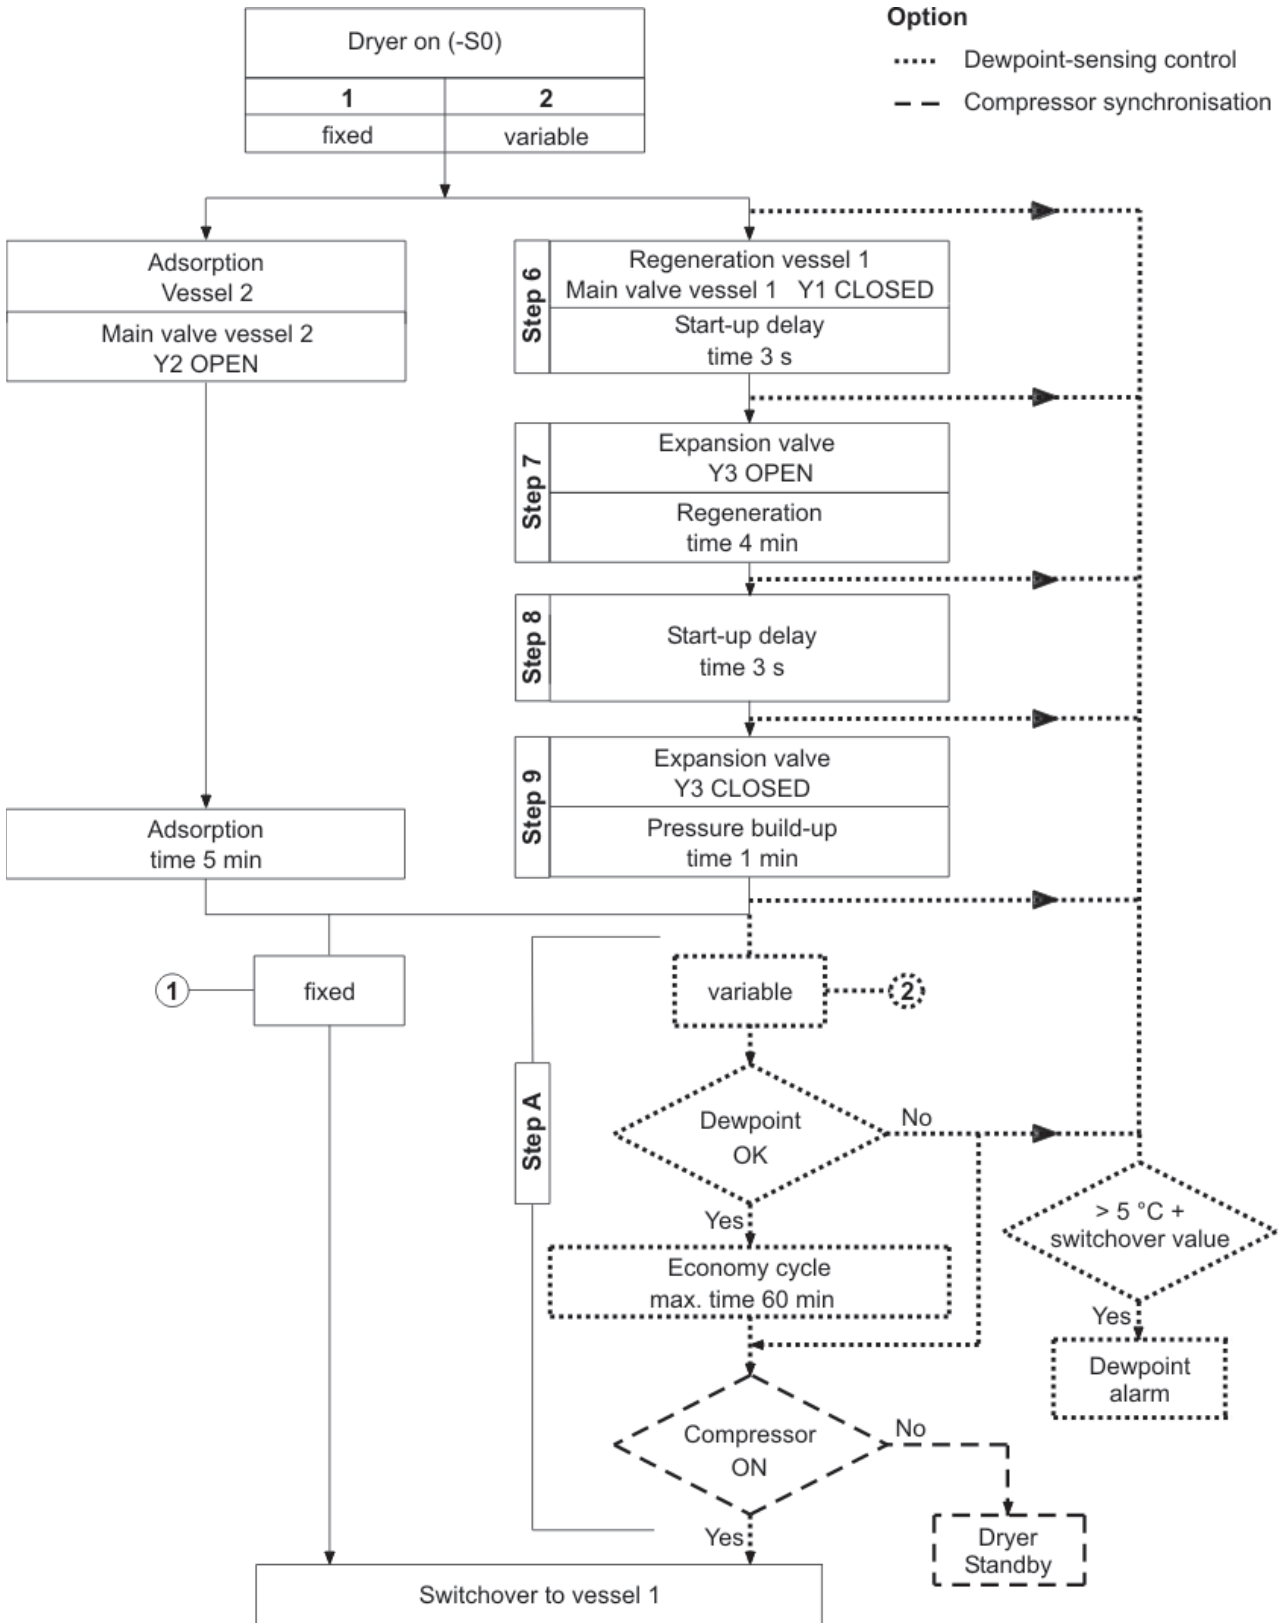 Option
Dewpoint-sensing control
Compressor synchronisation
Dryer on (-S0)
1
2
fixed
variable
Adsorption
Vessel 2
Main valve vessel 2
Y2 OPEN
Step 6
Regeneration vessel 1
Main valve vessel 1 Y1 CLOSED
Start-up delay
time 3 s
Step 7
Expansion valve
Y3 OPEN
Regeneration
time 4 min
Step 8
Start-up delay
time 3 s
Step 9
Expansion valve
Y3 CLOSED
Pressure build-up
time 1 min
Adsorption
time 5 min
1
fixed
variable
2
Step A
Dewpoint
OK
No
Yes
> 5 °C +
switchover value
Yes
Dewpoint
alarm
Economy cycle
max. time 60 min
Compressor
ON
No
Yes
Dryer
Standby
Switchover to vessel 1